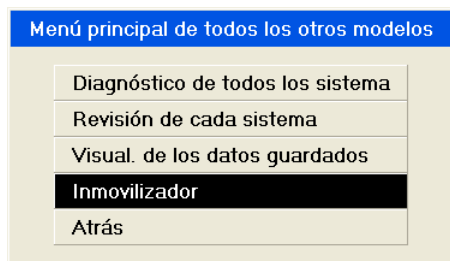 Menú principal de todos los otros modelos
Diagnóstico de todos los sistema
Revisión de cada sistema
Visual. de los datos guardados
Inmovilizador
Atrás